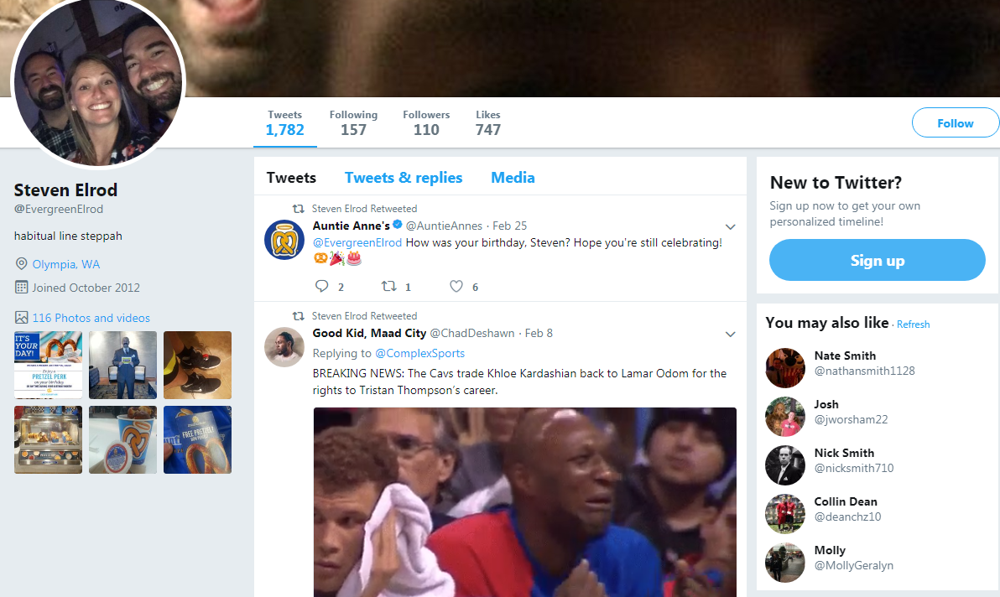 Tweets
1,782
Following
157
Followers
110
Likes
747
Follow
Steven Elrod
@EvergreenElrod
habitual line steppah
Olympia, WA
Joined October 2012
116 Photos and videos
IT'S
YOUR
DAY!
PRETZEL PERK
FREE PRETZEL
Tweets
Tweets & replies
Media
Steven Elrod Retweeted
Auntie Anne's @AuntieAnnes · Feb 25
@EvergreenElrod How was your birthday, Steven? Hope you're still celebrating!
🥨🎉🎂
2
1
6
Steven Elrod Retweeted
Good Kid, Maad City @ChadDeshawn · Feb 8
Replying to @ComplexSports
BREAKING NEWS: The Cavs trade Khloe Kardashian back to Lamar Odom for the
rights to Tristan Thompson's career.
New to Twitter?
Sign up now to get your own
personalized timeline!
Sign up
You may also like · Refresh
Nate Smith
@nathansmith1128
Josh
@jworsham22
Nick Smith
@nicksmith710
Collin Dean
@deanchz10
Molly
@MollyGeralyn